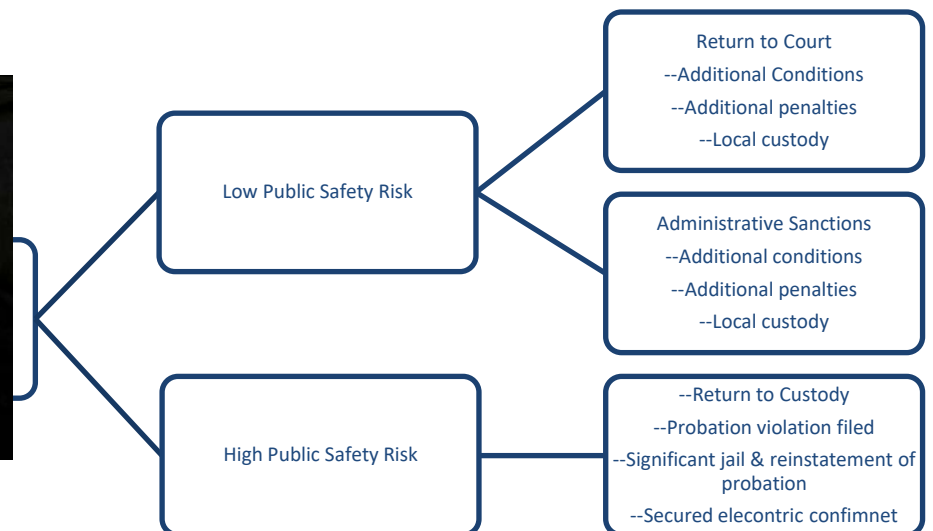 Return to Court
--Additional Conditions
--Additional penalties
--Local custody
Low Public Safety Risk
Administrative Sanctions
--Additional conditions
--Additional penalties
--Local custody
High Public Safety Risk
--Return to Custody
--Probation violation filed
--Significant jail & reinstatement of
probation
--Secured elecontric confimnet